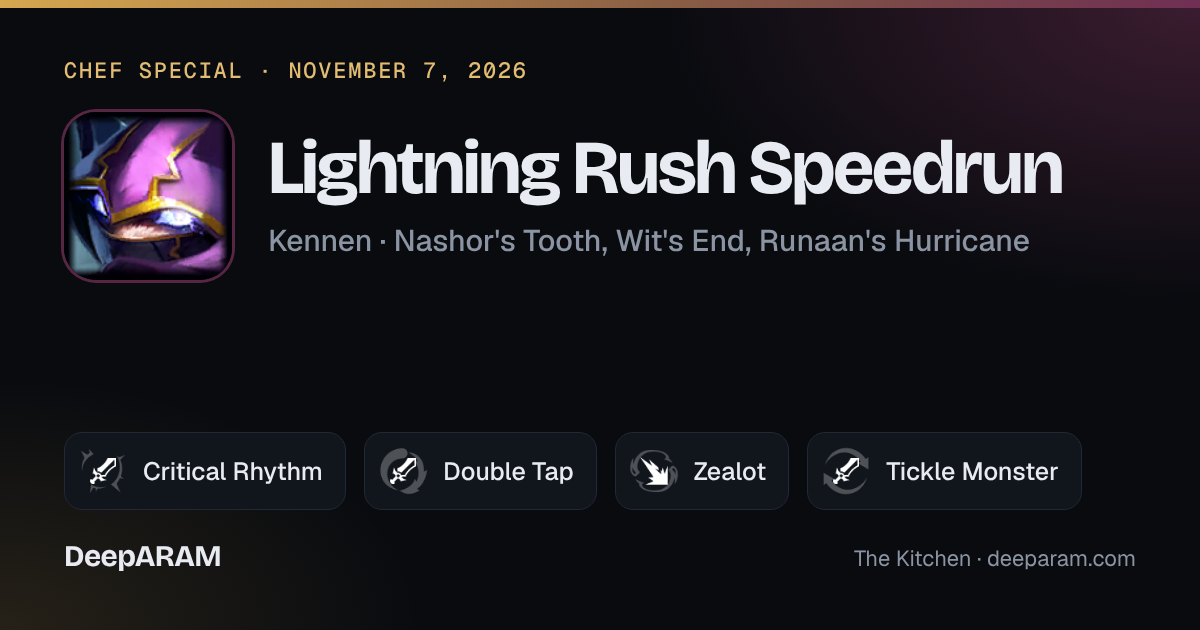 CHEF SPECIAL · NOVEMBER 7, 2026
Lightning Rush Speedrun
Kennen · Nashor's Tooth, Wit's End, Runaan's Hurricane
Critical Rhythm
Double Tap
Zealot
Tickle Monster
DeepARAM
The Kitchen · deeparam.com